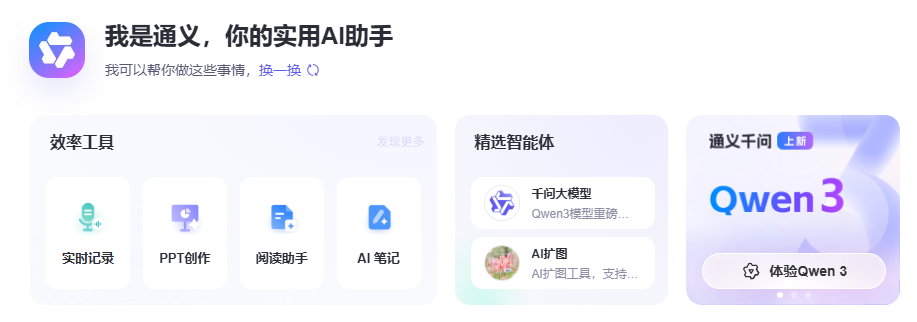 我是通义，你的实用AI助手
我可以帮你做这些事情，换一换
效率工具
发现更多
实时记录
PPT创作
阅读助手
AI 笔记
精选智能体
千问大模型
Qwen3模型重磅...
AI扩图
AI扩图工具，支持...
通义千问 上新
Qwen3
体验Qwen 3